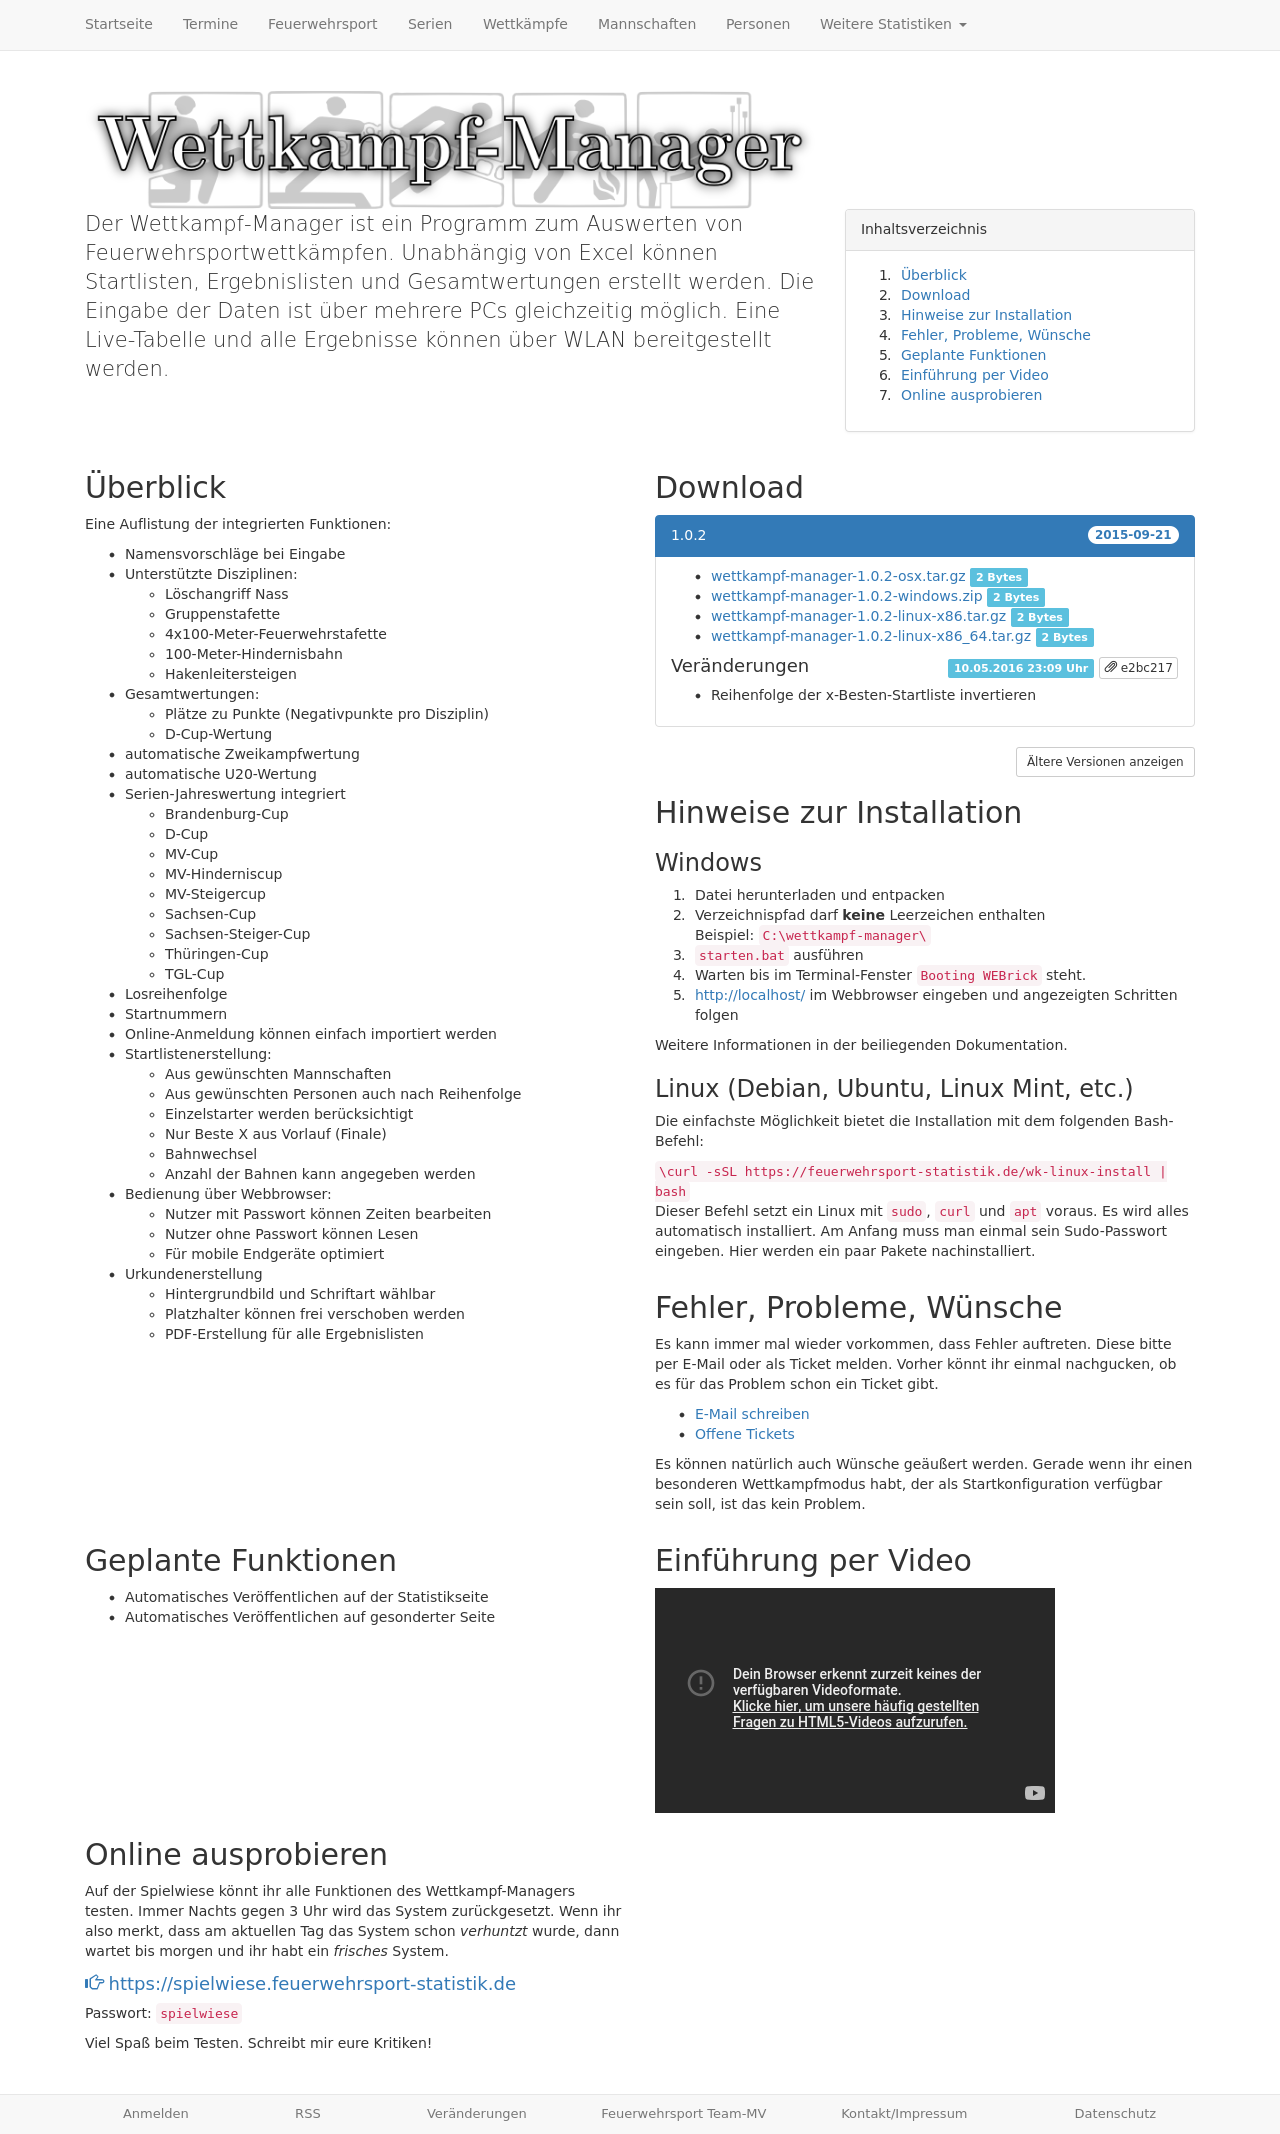 Startseite Termine Feuerwehrsport Serien Wettkämpfe Mannschaften Personen Weitere Statistiken
Wettkampf-Manager
Der Wettkampf-Manager ist ein Programm zum Auswerten von
Feuerwehrsportwettkämpfen. Unabhängig von Excel können
Startlisten, Ergebnislisten und Gesamtwertungen erstellt werden. Die
Eingabe der Daten ist über mehrere PCs gleichzeitig möglich. Eine
Live-Tabelle und alle Ergebnisse können über WLAN bereitgestellt
werden.
Inhaltsverzeichnis
1. Überblick
2. Download
3. Hinweise zur Installation
4. Fehler, Probleme, Wünsche
5. Geplante Funktionen
6. Einführung per Video
7. Online ausprobieren
Überblick
Eine Auflistung der integrierten Funktionen:
• Namensvorschläge bei Eingabe
• Unterstützte Disziplinen:
◦ Löschangriff Nass
◦ Gruppenstafette
◦ 4x100-Meter-Feuerwehrstafette
◦ 100-Meter-Hindernisbahn
◦ Hakenleitersteigen
• Gesamtwertungen:
◦ Plätze zu Punkte (Negativpunkte pro Disziplin)
◦ D-Cup-Wertung
• automatische Zweikampfwertung
• automatische U20-Wertung
• Serien-Jahreswertung integriert
◦ Brandenburg-Cup
◦ D-Cup
◦ MV-Cup
◦ MV-Hinderniscup
◦ MV-Steigercup
◦ Sachsen-Cup
◦ Sachsen-Steiger-Cup
◦ Thüringen-Cup
◦ TGL-Cup
• Losreihenfolge
• Startnummern
• Online-Anmeldung können einfach importiert werden
• Startlistenerstellung:
◦ Aus gewünschten Mannschaften
◦ Aus gewünschten Personen auch nach Reihenfolge
◦ Einzelstarter werden berücksichtigt
◦ Nur Beste X aus Vorlauf (Finale)
◦ Bahnwechsel
◦ Anzahl der Bahnen kann angegeben werden
• Bedienung über Webbrowser:
◦ Nutzer mit Passwort können Zeiten bearbeiten
◦ Nutzer ohne Passwort können Lesen
◦ Für mobile Endgeräte optimiert
• Urkundenerstellung
◦ Hintergrundbild und Schriftart wählbar
◦ Platzhalter können frei verschoben werden
◦ PDF-Erstellung für alle Ergebnislisten
Download
1.0.2 2015-09-21
• wettkampf-manager-1.0.2-osx.tar.gz 2 Bytes
• wettkampf-manager-1.0.2-windows.zip 2 Bytes
• wettkampf-manager-1.0.2-linux-x86.tar.gz 2 Bytes
• wettkampf-manager-1.0.2-linux-x86_64.tar.gz 2 Bytes
Veränderungen 10.05.2016 23:09 Uhr e2bc217
• Reihenfolge der x-Besten-Startliste invertieren
Ältere Versionen anzeigen
Hinweise zur Installation
Windows
1. Datei herunterladen und entpacken
2. Verzeichnispfad darf keine Leerzeichen enthalten
Beispiel: C:\wettkampf-manager\
3. starten.bat ausführen
4. Warten bis im Terminal-Fenster Booting WEBrick steht.
5. http://localhost/ im Webbrowser eingeben und angezeigten Schritten
folgen
Weitere Informationen in der beiliegenden Dokumentation.
Linux (Debian, Ubuntu, Linux Mint, etc.)
Die einfachste Möglichkeit bietet die Installation mit dem folgenden Bash-
Befehl:
\curl -sSL https://feuerwehrsport-statistik.de/wk-linux-install |
bash
Dieser Befehl setzt ein Linux mit sudo, curl und apt voraus. Es wird alles
automatisch installiert. Am Anfang muss man einmal sein Sudo-Passwort
eingeben. Hier werden ein paar Pakete nachinstalliert.
Fehler, Probleme, Wünsche
Es kann immer mal wieder vorkommen, dass Fehler auftreten. Diese bitte
per E-Mail oder als Ticket melden. Vorher könnt ihr einmal nachgucken, ob
es für das Problem schon ein Ticket gibt.
• E-Mail schreiben
• Offene Tickets
Es können natürlich auch Wünsche geäußert werden. Gerade wenn ihr einen
besonderen Wettkampfmodus habt, der als Startkonfiguration verfügbar
sein soll, ist das kein Problem.
Geplante Funktionen
• Automatisches Veröffentlichen auf der Statistikseite
• Automatisches Veröffentlichen auf gesonderter Seite
Einführung per Video
Dein Browser erkennt zurzeit keines der
verfügbaren Videoformate.
Klicke hier, um unsere häufig gestellten
Fragen zu HTML5-Videos aufzurufen.
Online ausprobieren
Auf der Spielwiese könnt ihr alle Funktionen des Wettkampf-Managers
testen. Immer Nachts gegen 3 Uhr wird das System zurückgesetzt. Wenn ihr
also merkt, dass am aktuellen Tag das System schon verhuntzt wurde, dann
wartet bis morgen und ihr habt ein frisches System.
https://spielwiese.feuerwehrsport-statistik.de
Passwort: spielwiese
Viel Spaß beim Testen. Schreibt mir eure Kritiken!
Anmelden RSS Veränderungen Feuerwehrsport Team-MV Kontakt/Impressum Datenschutz